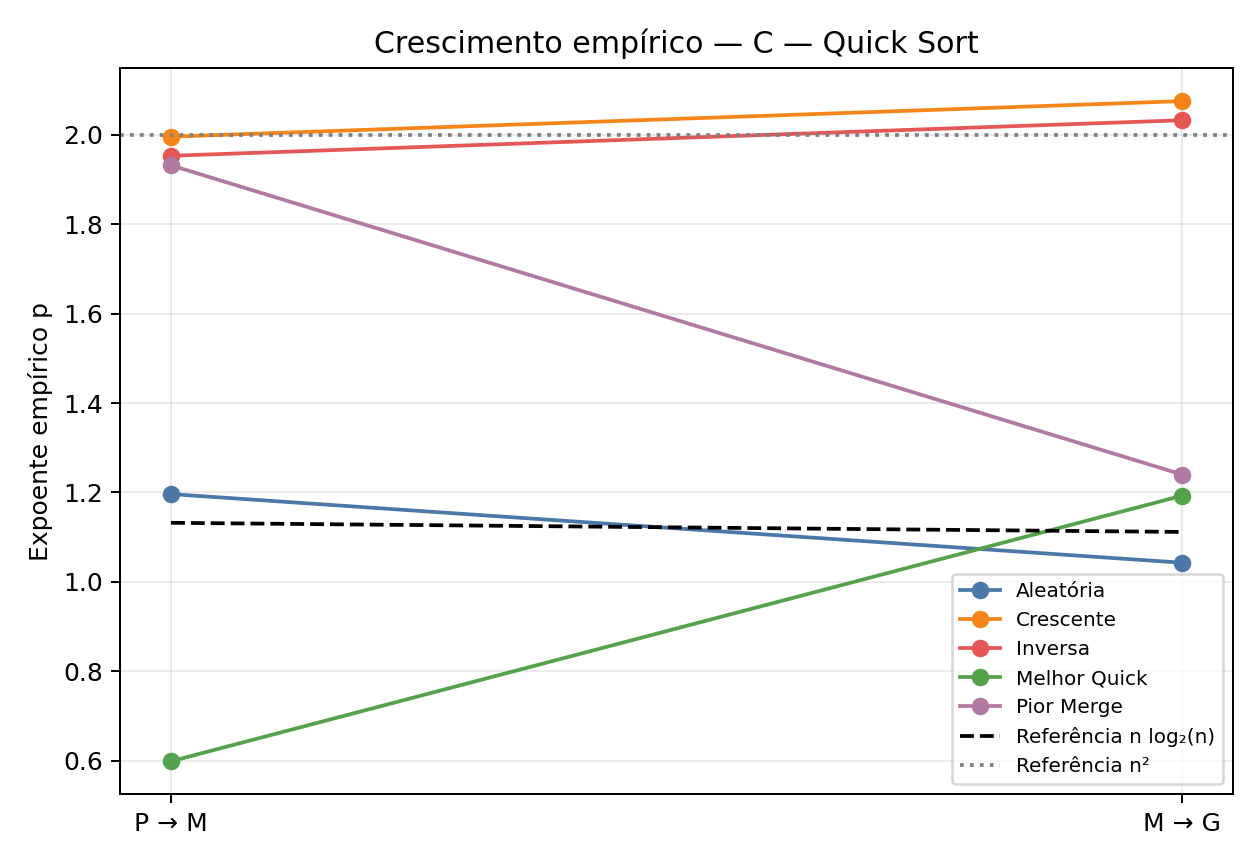 Crescimento empírico — C — Quick Sort
Expoente empírico p
2.0
1.8
1.6
1.4
1.2
1.0
0.8
0.6
P → M
M → G
Aleatória
Crescente
Inversa
Melhor Quick
Pior Merge
Referência n log₂(n)
Referência n²